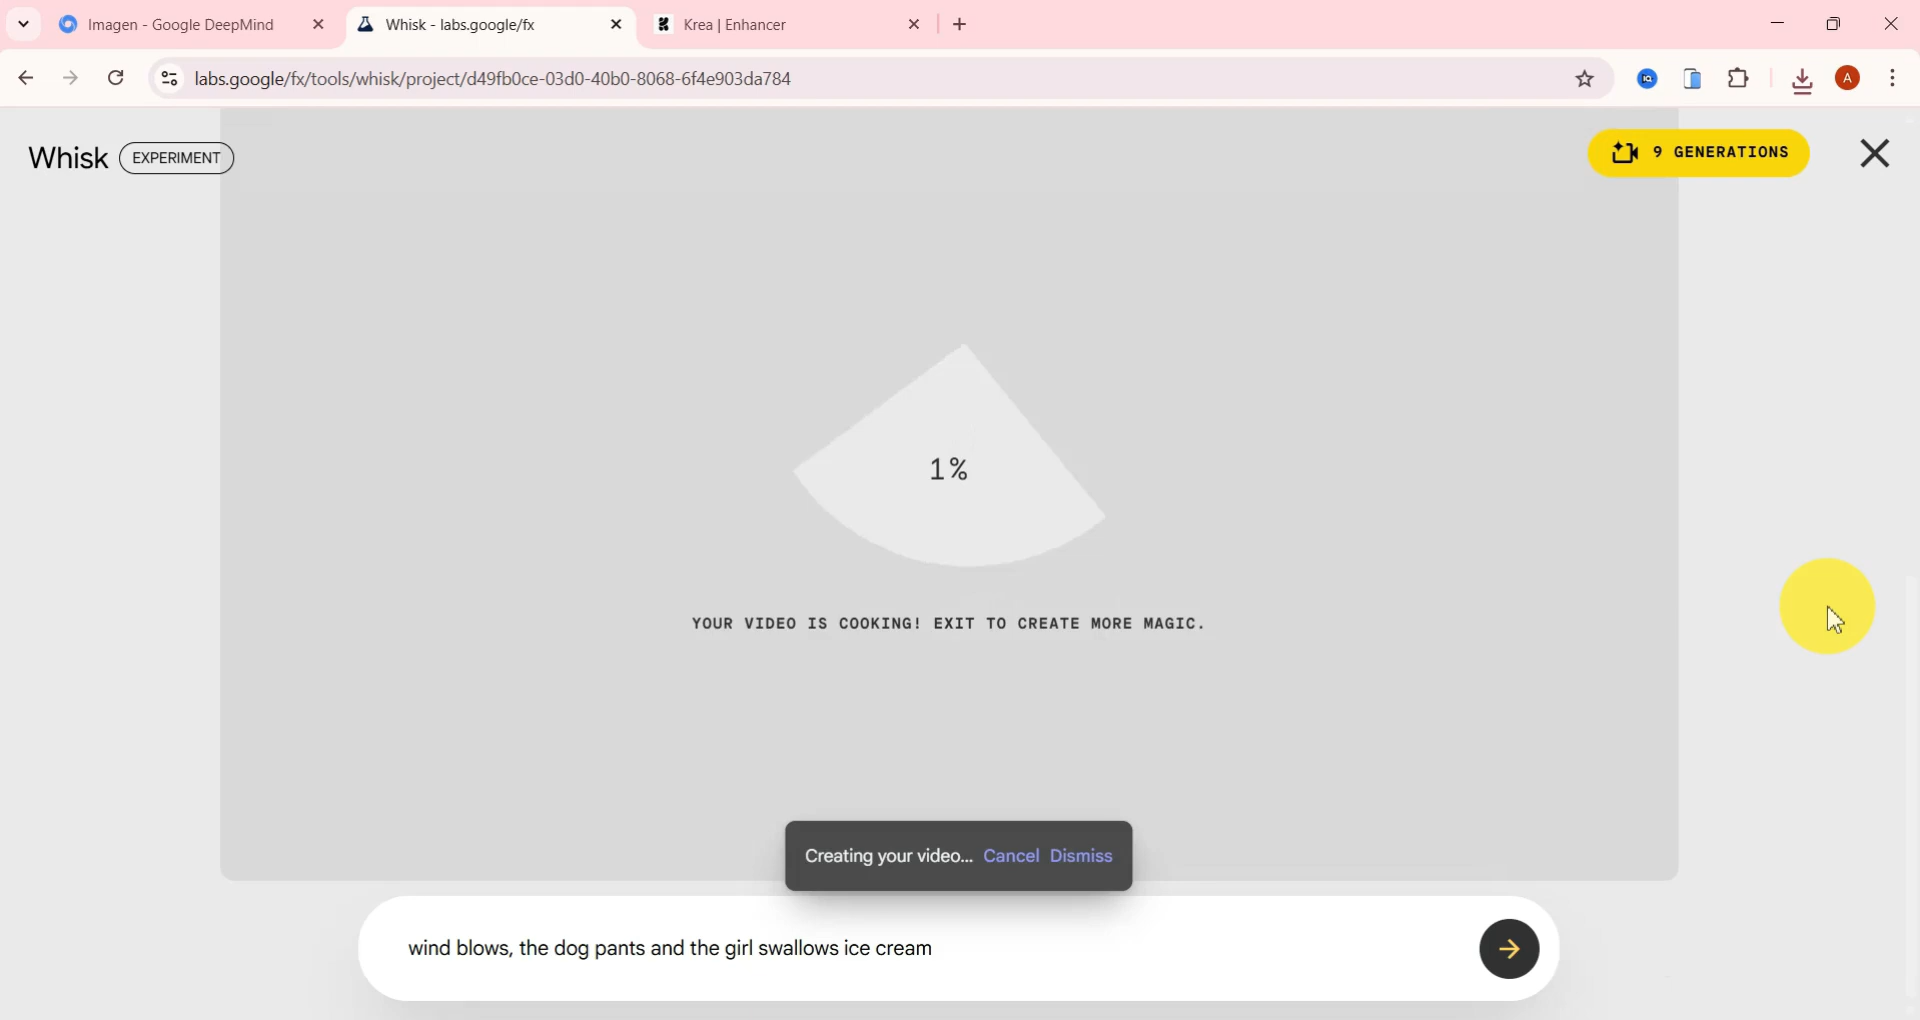 Imagen - Google DeepMind
Whisk - labs.google/fx
Krea | Enhancer
labs.google/fx/tools/whisk/project/d49fb0ce-03d0-40b0-8068-6f4e903da784
A
Whisk EXPERIMENT
9 GENERATIONS
1%
YOUR VIDEO IS COOKING! EXIT TO CREATE MORE MAGIC.
Creating your video... Cancel Dismiss
wind blows, the dog pants and the girl swallows ice cream